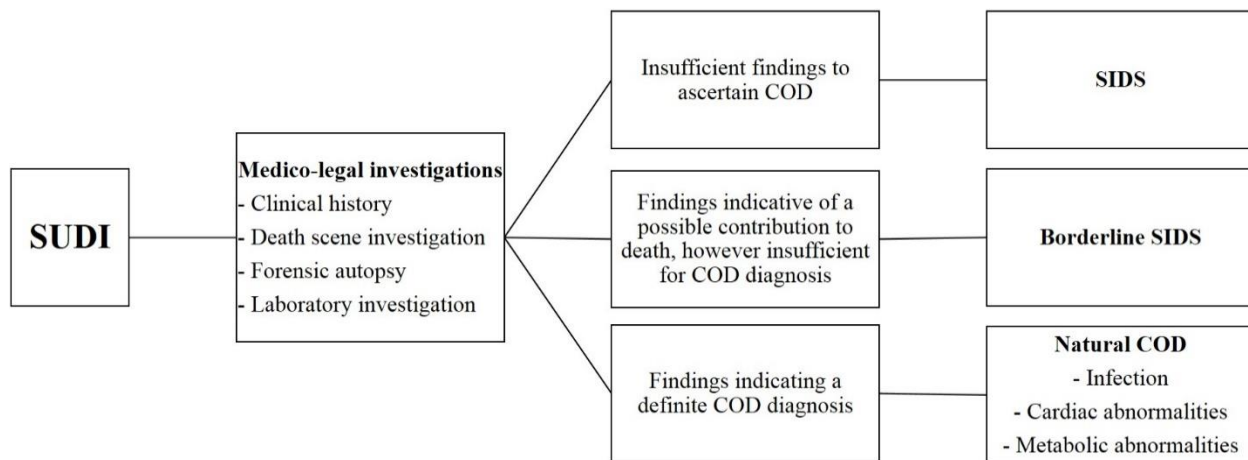 SUDI
Medico-legal investigations
- Clinical history
- Death scene investigation
- Forensic autopsy
- Laboratory investigation
Insufficient findings to
ascertain COD
SIDS
Findings indicative of a
possible contribution to
death, however insufficient
for COD diagnosis
Borderline SIDS
Findings indicating a
definite COD diagnosis
Natural COD
- Infection
- Cardiac abnormalities
- Metabolic abnormalities